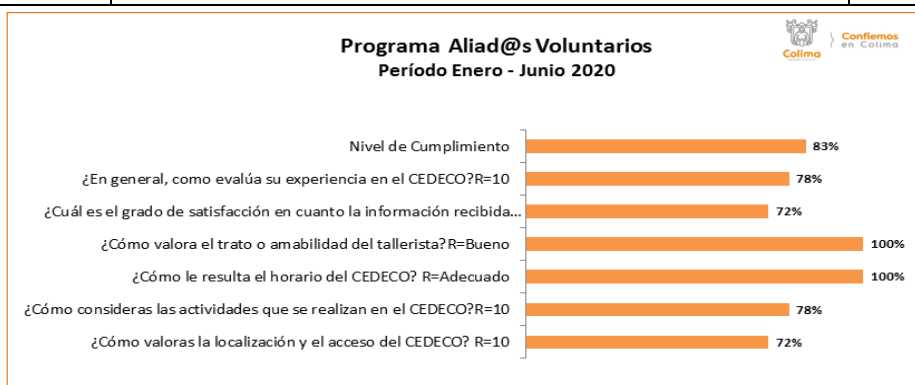 Programa Aliad@s Voluntarios
Período Enero - Junio 2020
Colima
Confiemos
en Colima
Nivel de Cumplimiento 83%
¿En general, como evalúa su experiencia en el CEDECO?R=10 78%
¿Cuál es el grado de satisfacción en cuanto la información recibida... 72%
¿Cómo valora el trato o amabilidad del tallerista?R=Bueno 100%
¿Cómo le resulta el horario del CEDECO? R=Adecuado 100%
¿Cómo consideras las actividades que se realizan en el CEDECO?R=10 78%
¿Cómo valoras la localización y el acceso del CEDECO? R=10 72%